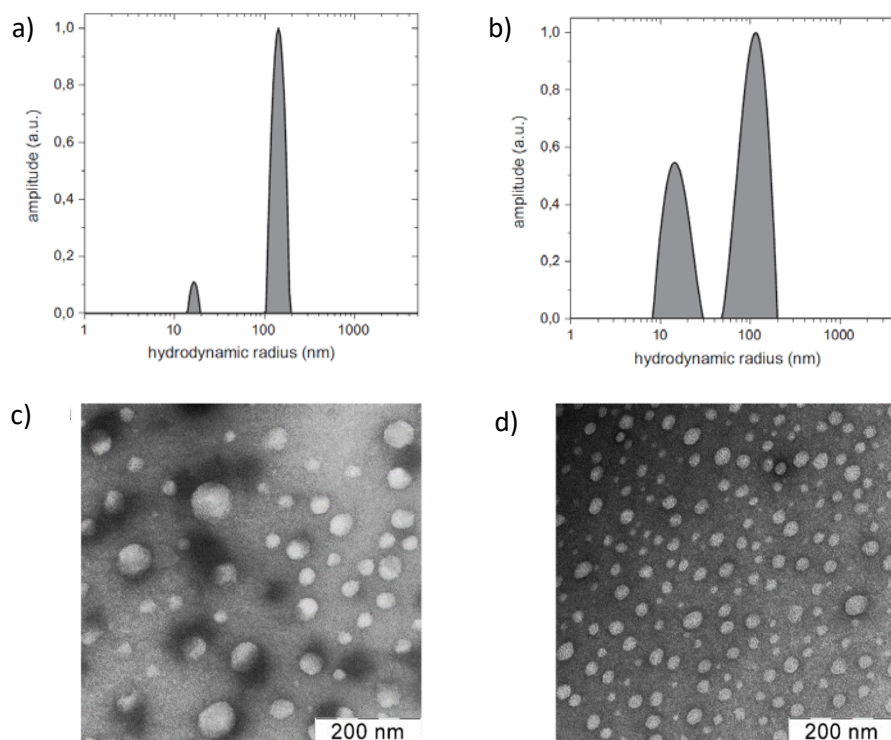 a)
1,0
0,8
0,6
0,4
0,2
0,0
amplitude (a.u.)
1 10 100 1000
hydrodynamic radius (nm)
b)
1,0
0,8
0,6
0,4
0,2
0,0
amplitude (a.u.)
1 10 100 1000
hydrodynamic radius (nm)
c)
200 nm
d)
200 nm